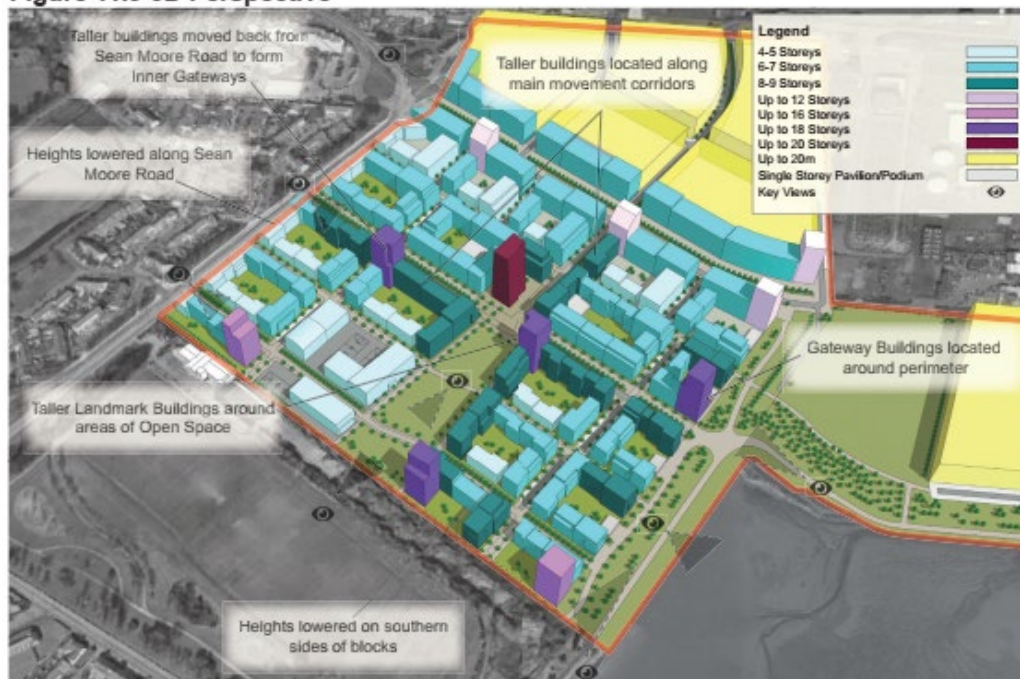 Taller buildings moved back from
Sean Moore Road to form
Inner Gateways
Taller buildings located along
main movement corridors
Legend
4-5 Storeys
6-7 Storeys
8-9 Storeys
Up to 12 Storeys
Up to 16 Storeys
Up to 18 Storeys
Up to 20 Storeys
Up to 20m
Single Storey Pavilion/Podium
Key Views
Heights lowered along Sean
Moore Road
Gateway Buildings located
around perimeter
Taller Landmark Buildings around
areas of Open Space
Heights lowered on southern
sides of blocks